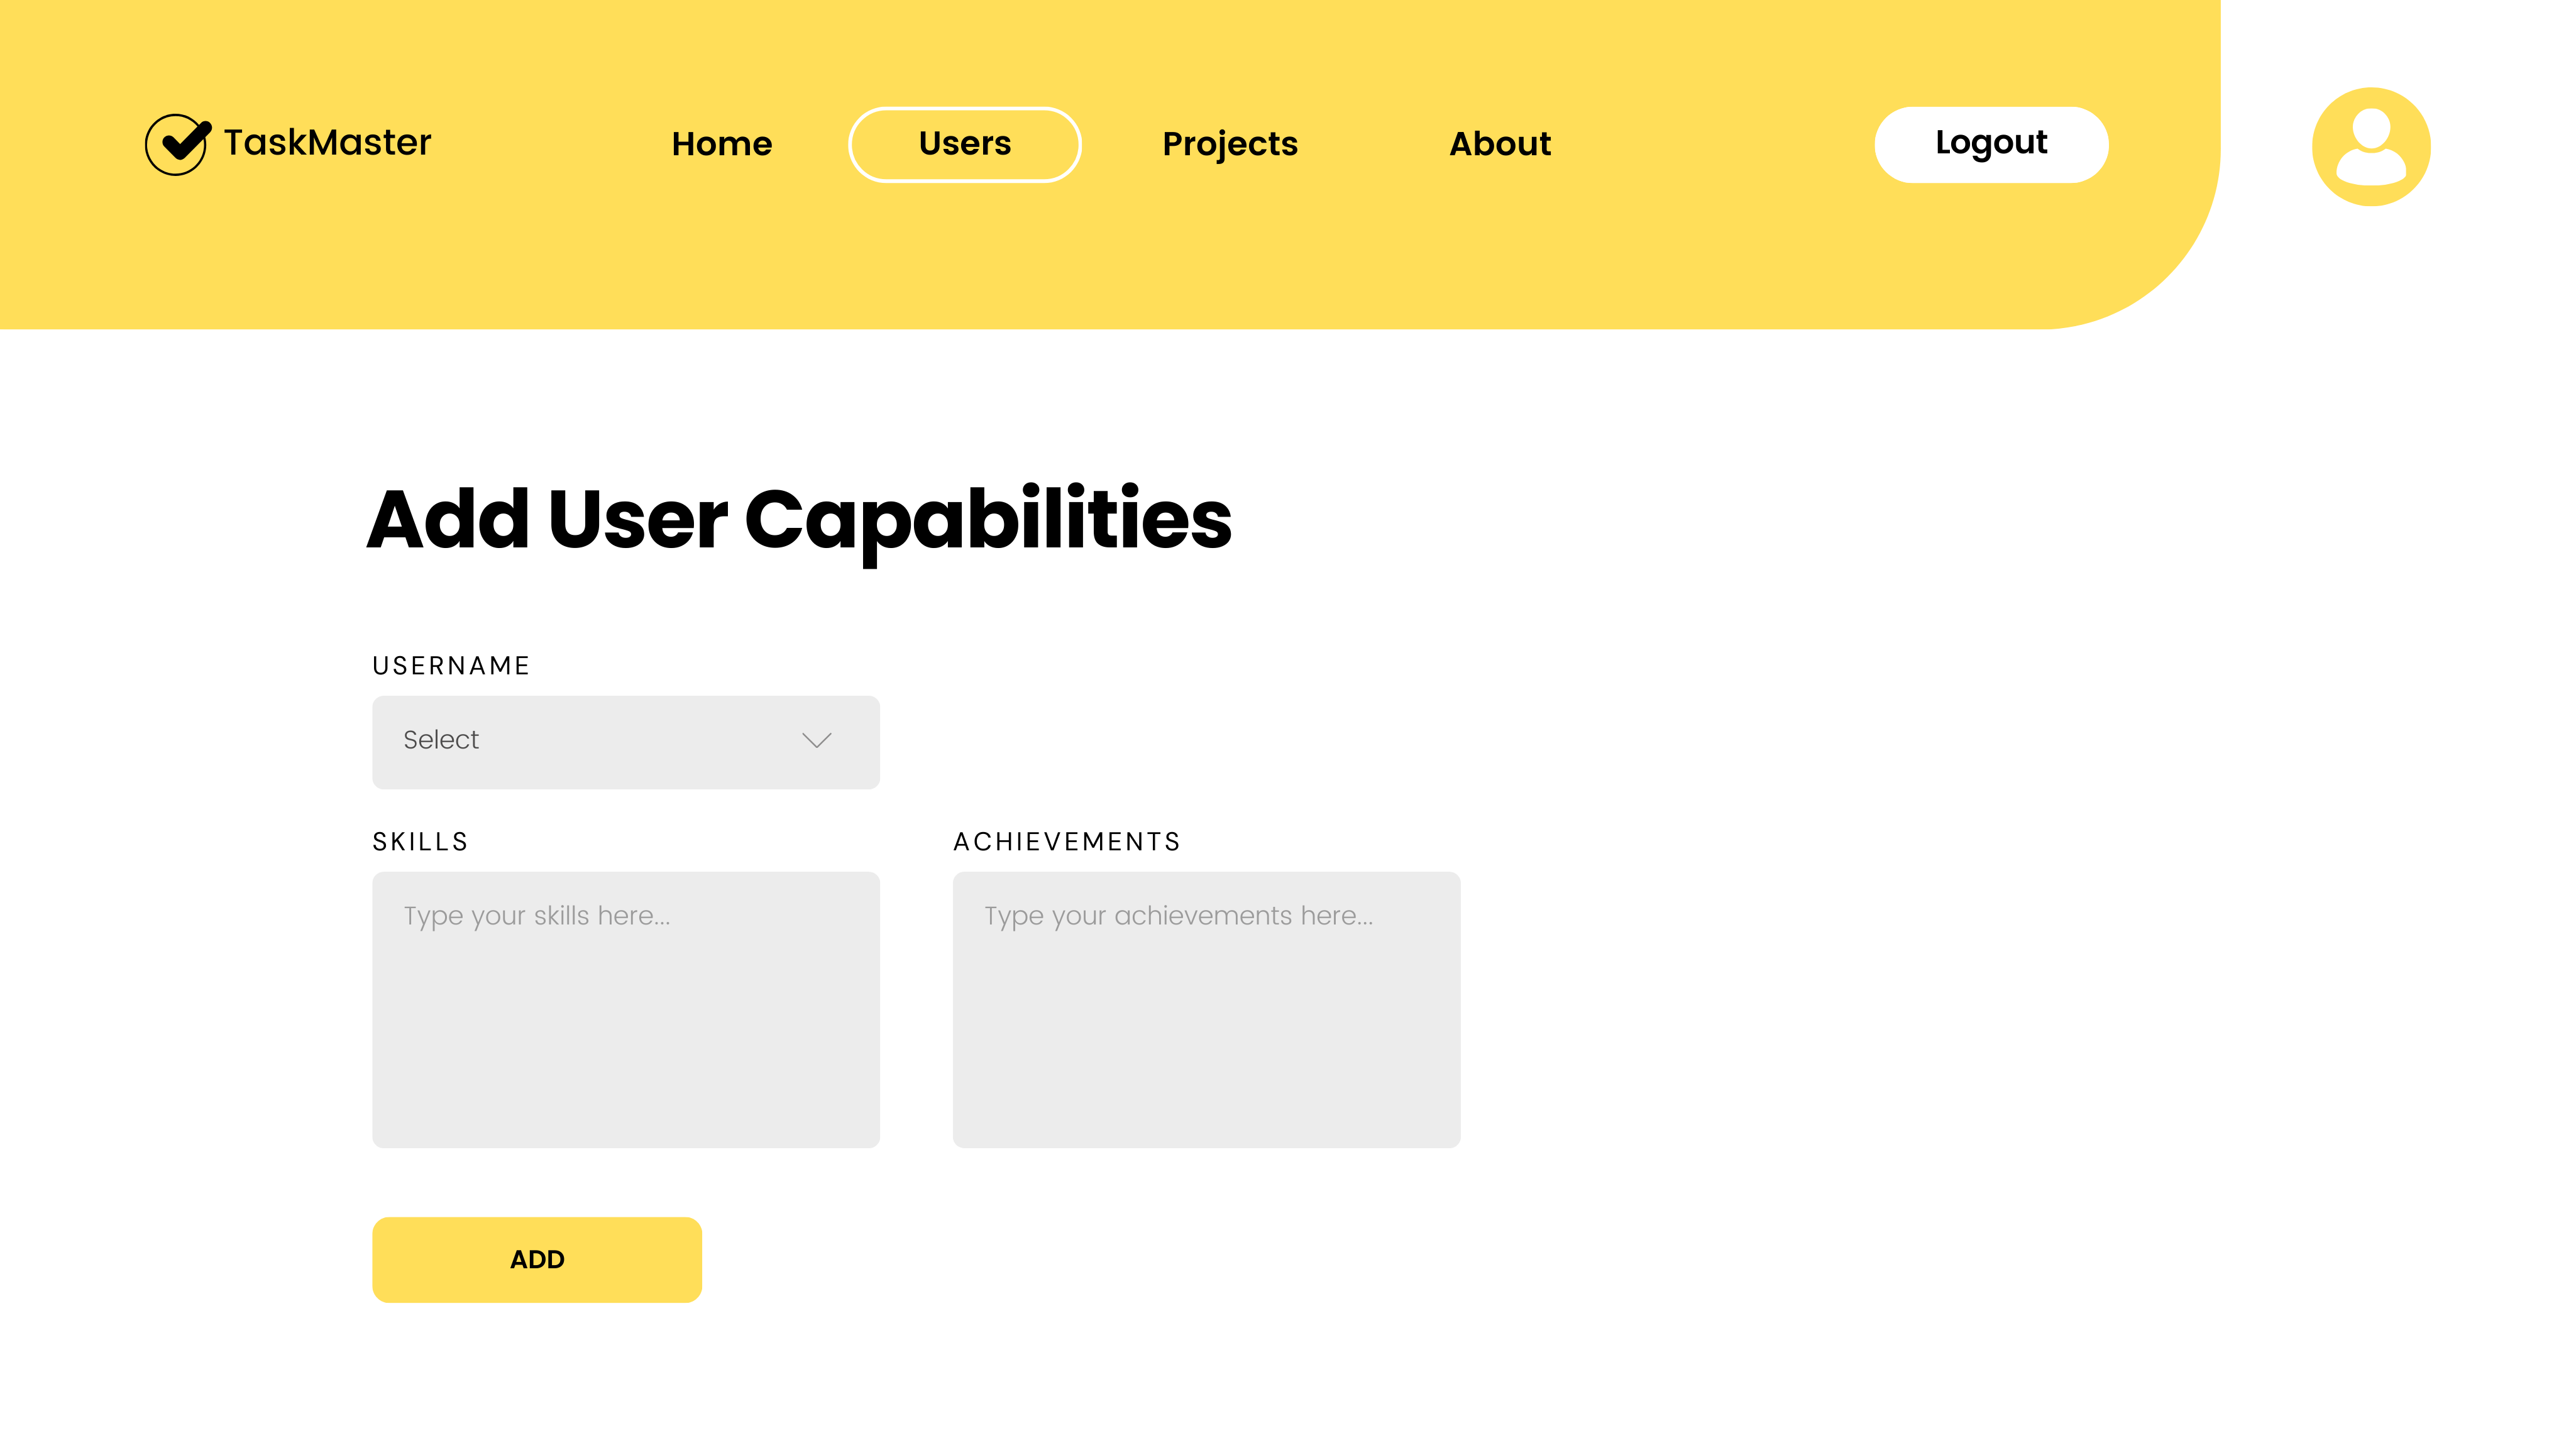 TaskMaster
Home
Users
Projects
About
Logout
Add User Capabilities
USERNAME
Select
SKILLS
ACHIEVEMENTS
Type your skills here...
Type your achievements here...
ADD